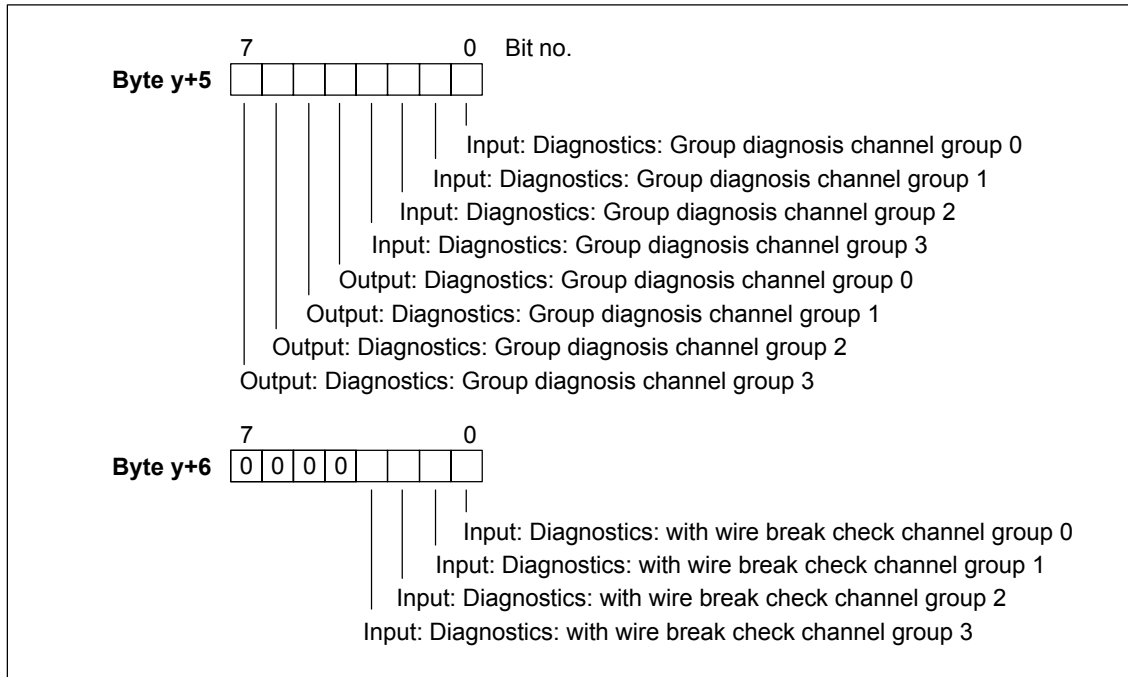 7 0 Bit no.
Byte y+5
Input: Diagnostics: Group diagnosis channel group 0
Input: Diagnostics: Group diagnosis channel group 1
Input: Diagnostics: Group diagnosis channel group 2
Input: Diagnostics: Group diagnosis channel group 3
Output: Diagnostics: Group diagnosis channel group 0
Output: Diagnostics: Group diagnosis channel group 1
Output: Diagnostics: Group diagnosis channel group 2
Output: Diagnostics: Group diagnosis channel group 3
7 0
Byte y+6 0 0 0 0
Input: Diagnostics: with wire break check channel group 0
Input: Diagnostics: with wire break check channel group 1
Input: Diagnostics: with wire break check channel group 2
Input: Diagnostics: with wire break check channel group 3